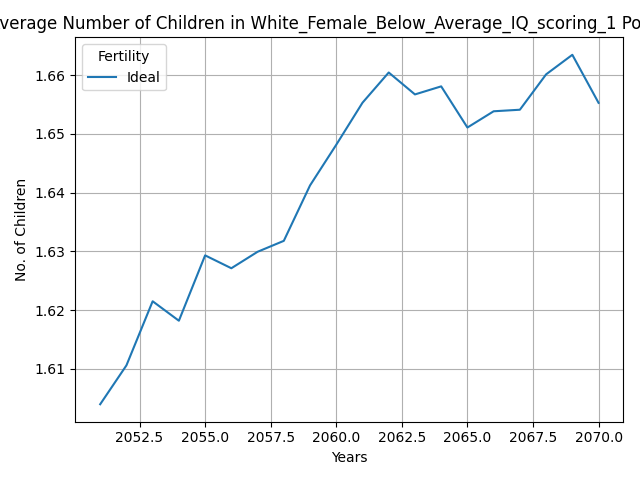 verage Number of Children in White_Female_Below_Average_IQ_scoring_1 Po
Fertility
Ideal
No. of Children
1.66
1.65
1.64
1.63
1.62
1.61
2052.5 2055.0 2057.5 2060.0 2062.5 2065.0 2067.5 2070.0
Years